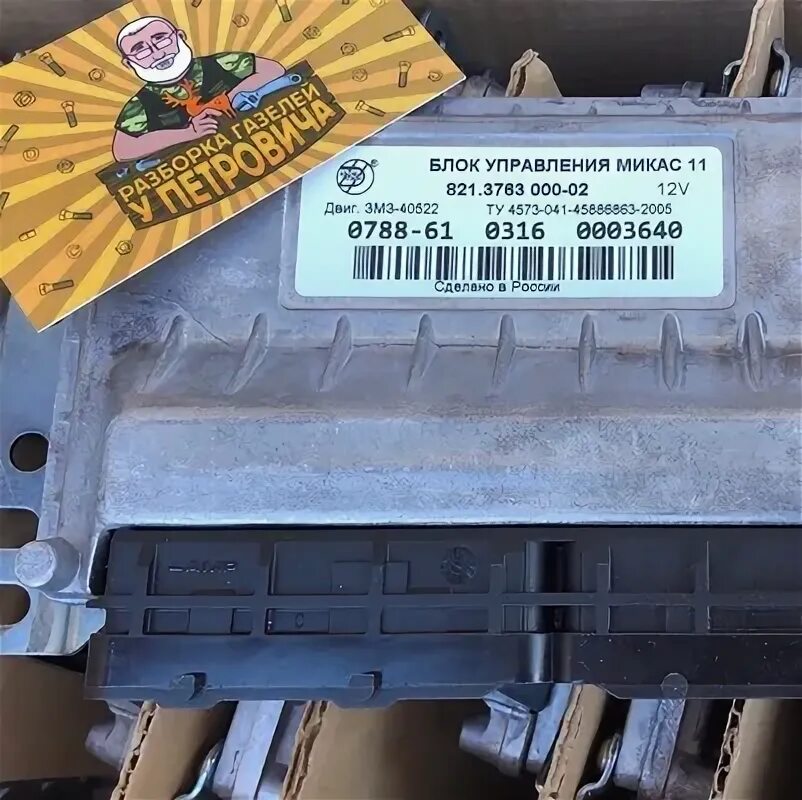 РАЗБОРКА ГАЗЕЛЕЙ
У ПЕТРОВИЧА
БЛОК УПРАВЛЕНИЯ МИКАС 11
821.3763 000-02 12V
Двиг. ЗМЗ-40522 ТУ 4573-041-45886863-2005
0788-61 0316 0003640
Сделано в России
AMP